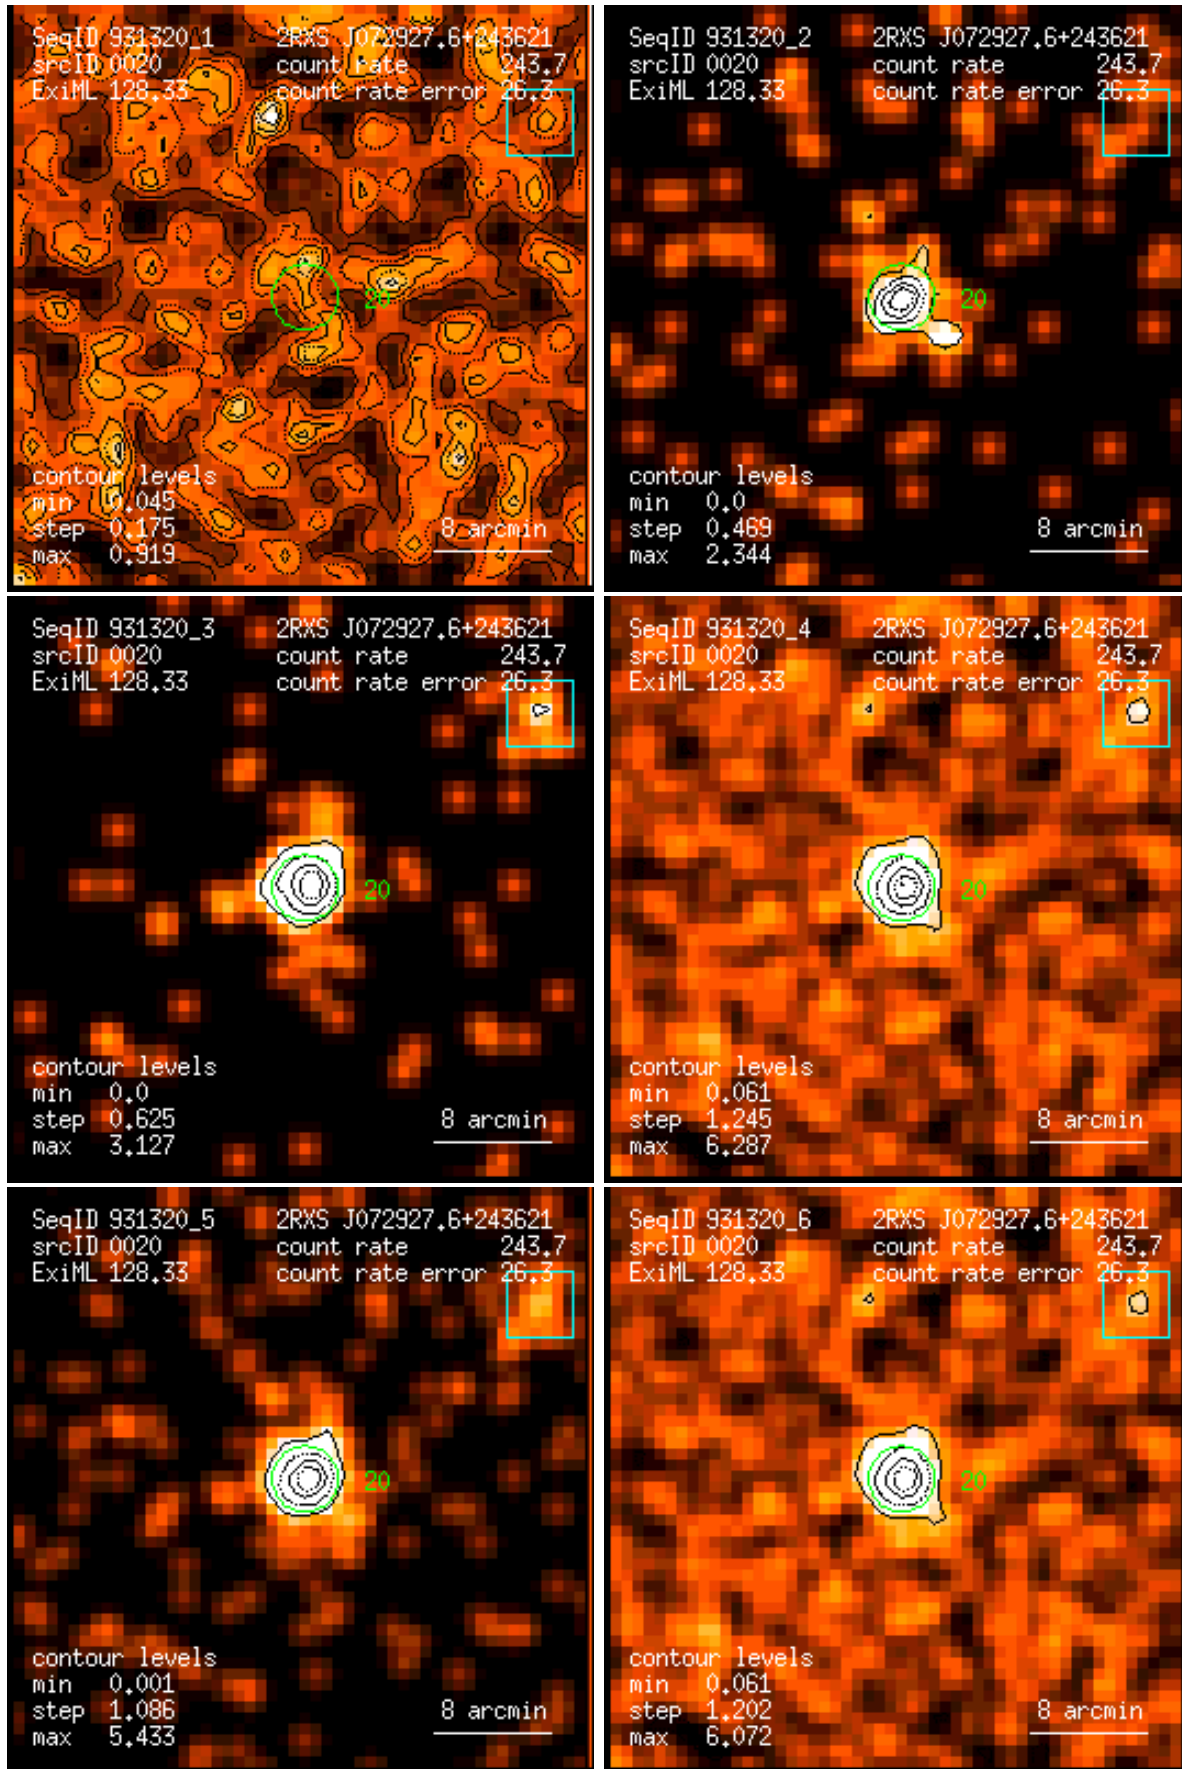 SeqID 931320_1 2RXS J072927.6+243621
srcID 0020 count rate 243.7
ExiML 128.33 count rate error 26.3
20
contour levels
min 0.045
step 0.175
max 0.919
8 arcmin
SeqID 931320_2 2RXS J072927.6+243621
srcID 0020 count rate 243.7
ExiML 128.33 count rate error 26.3
20
contour levels
min 0.0
step 0.469
max 2.344
8 arcmin
SeqID 931320_3 2RXS J072927.6+243621
srcID 0020 count rate 243.7
ExiML 128.33 count rate error 26.3
20
contour levels
min 0.0
step 0.625
max 3.127
8 arcmin
SeqID 931320_4 2RXS J072927.6+243621
srcID 0020 count rate 243.7
ExiML 128.33 count rate error 26.3
20
contour levels
min 0.061
step 1.245
max 6.287
8 arcmin
SeqID 931320_5 2RXS J072927.6+243621
srcID 0020 count rate 243.7
ExiML 128.33 count rate error 26.3
20
contour levels
min 0.001
step 1.086
max 5.433
8 arcmin
SeqID 931320_6 2RXS J072927.6+243621
srcID 0020 count rate 243.7
ExiML 128.33 count rate error 26.3
20
contour levels
min 0.061
step 1.202
max 6.072
8 arcmin